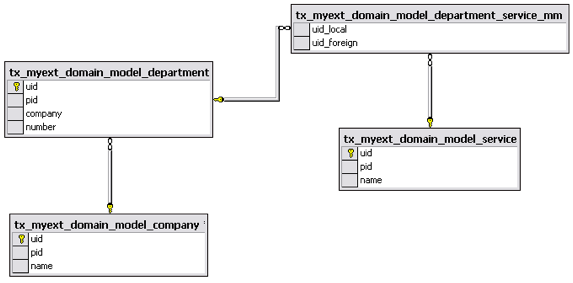 tx_myext_domain_model_department_service_mm
uid_local
uid_foreign
tx_myext_domain_model_department
uid
pid
company
number
tx_myext_domain_model_service
uid
pid
name
tx_myext_domain_model_company
uid
pid
name